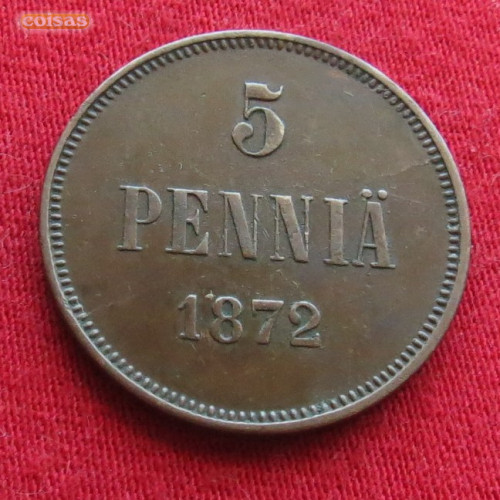 coisas
5
PENNIÄ
1872